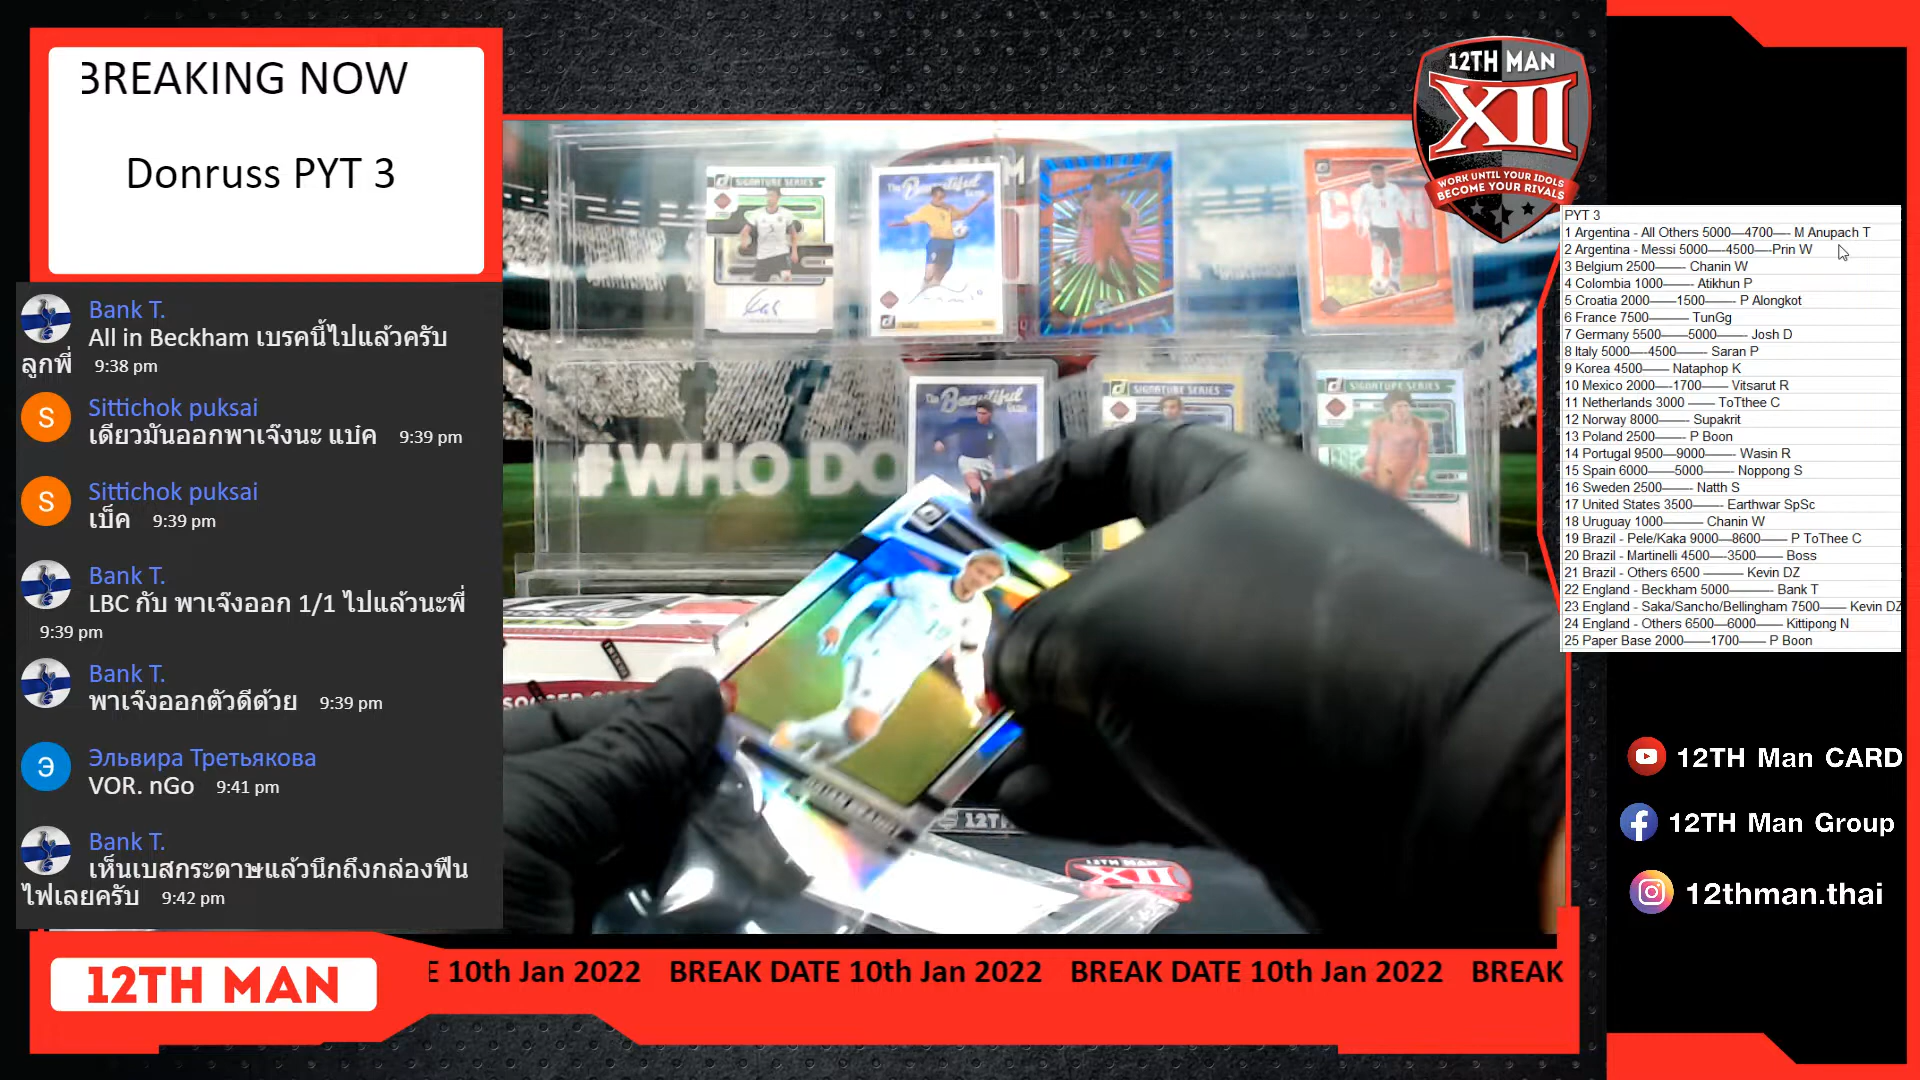 BREAKING NOW
Donruss PYT 3
Bank T.
All in Beckham เบรคนี้ไปแล้วครับ
ลูกพี่ 9:38 pm
S
Sittichok puksai
เดียวมันออกพาเจ๊งนะ แบ๋ค 9:39 pm
S
Sittichok puksai
เบ็ค 9:39 pm
Bank T.
LBC กับ พาเจ๊งออก 1/1 ไปแล้วนะพี่
9:39 pm
Bank T.
พาเจ๊งออกตัวดีด้วย 9:39 pm
Э
Эльвира Третьякова
VOR. nGo 9:41 pm
Bank T.
เห็นเบสกระดาษแล้วนึกถึงกล่องฟืน
ไฟเลยครับ 9:42 pm
12TH MAN
E 10th Jan 2022 BREAK DATE 10th Jan 2022 BREAK DATE 10th Jan 2022 BREAK
SIGNATURE SERIES
The Beautiful
#WHO DO
The Beautiful
SIGNATURE SERIES
SIGNATURE SERIES
12TH MAN
XII
WORK UNTIL YOUR IDOLS
BECOME YOUR RIVALS
PYT 3
1 Argentina - All Others 5000—4700—- M Anupach T
2 Argentina - Messi 5000—-4500—-Prin W
3 Belgium 2500——- Chanin W
4 Colombia 1000——- Atikhun P
5 Croatia 2000——1500——- P Alongkot
6 France 7500———- TunGg
7 Germany 5500——5000——- Josh D
8 Italy 5000—-4500——- Saran P
9 Korea 4500—— Nataphop K
10 Mexico 2000—-1700—— Vitsarut R
11 Netherlands 3000 —— ToTthee C
12 Norway 8000——- Supakrit
13 Poland 2500——- P Boon
14 Portugal 9500—9000——- Wasin R
15 Spain 6000——5000——- Noppong S
16 Sweden 2500——- Natth S
17 United States 3500——- Earthwar SpSc
18 Uruguay 1000———- Chanin W
19 Brazil - Pele/Kaka 9000—8600—— P ToThee C
20 Brazil - Martinelli 4500—3500—— Boss
21 Brazil - Others 6500 ———- Kevin DZ
22 England - Beckham 5000———- Bank T
23 England - Saka/Sancho/Bellingham 7500—— Kevin DZ
24 England - Others 6500—6000—— Kittipong N
25 Paper Base 2000——1700—— P Boon
12TH Man CARD
12TH Man Group
12thman.thai